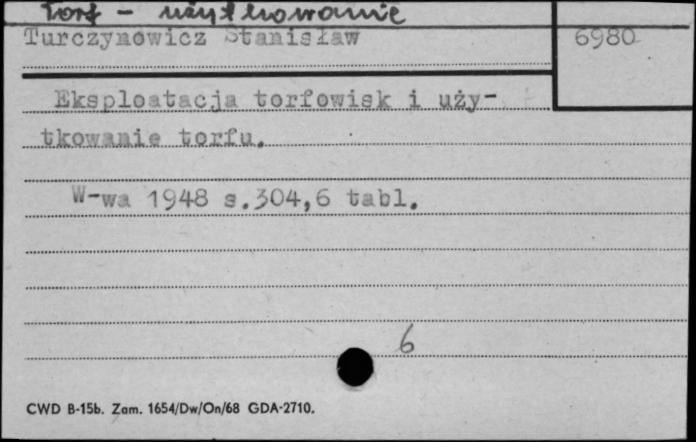 Torf - użytkowanie
Turczynowicz Stanisław 6980
Eksploatacja torfowisk i uży-
tkowanie torfu.
W-wa 1948 s.304,6 tabl.
6
CWD B-15b. Zam. 1654/Dw/On/68 GDA-2710.